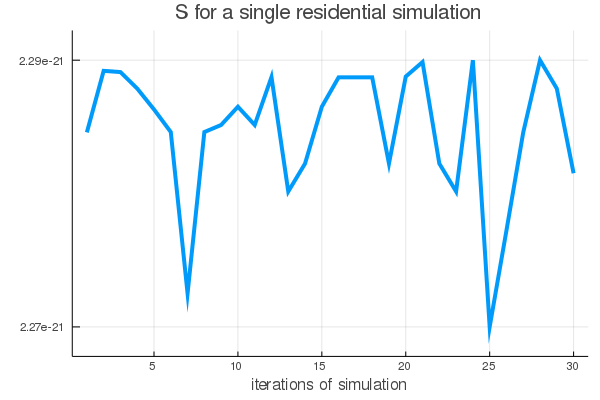 S for a single residential simulation
2.29e-21
2.27e-21
5
10
15
20
25
30
iterations of simulation